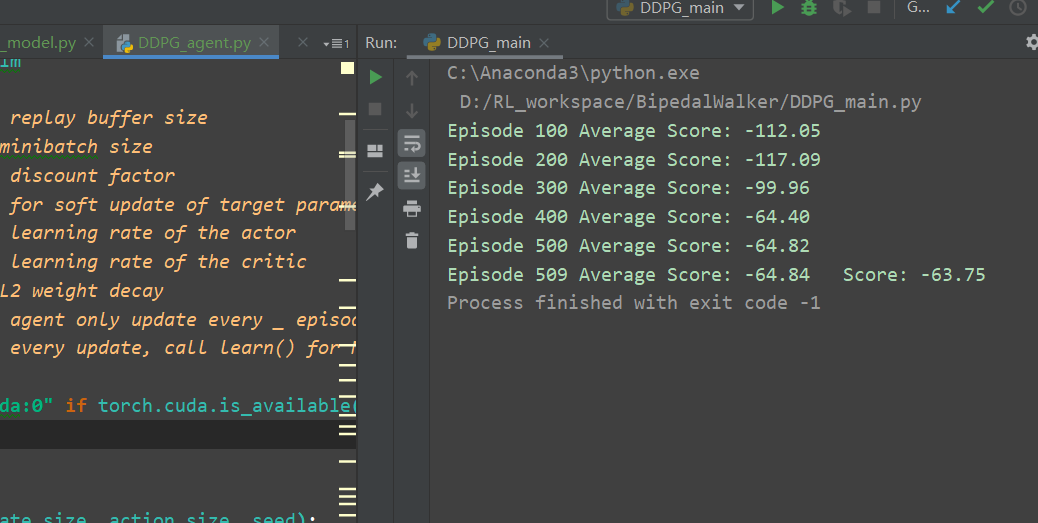 DDPG_main
G...
_model.py
DDPG_agent.py
1
Run:
DDPG_main
im
replay buffer size
minibatch size
discount factor
for soft update of target parame
learning rate of the actor
learning rate of the critic
L2 weight decay
agent only update every _ episod
every update, call learn() for
da:0" if torch.cuda.is_available(
ate_size, action_size, seed):
C:\Anaconda3\python.exe
D:/RL_workspace/BipedalWalker/DDPG_main.py
Episode 100 Average Score: -112.05
Episode 200 Average Score: -117.09
Episode 300 Average Score: -99.96
Episode 400 Average Score: -64.40
Episode 500 Average Score: -64.82
Episode 509 Average Score: -64.84 Score: -63.75
Process finished with exit code -1